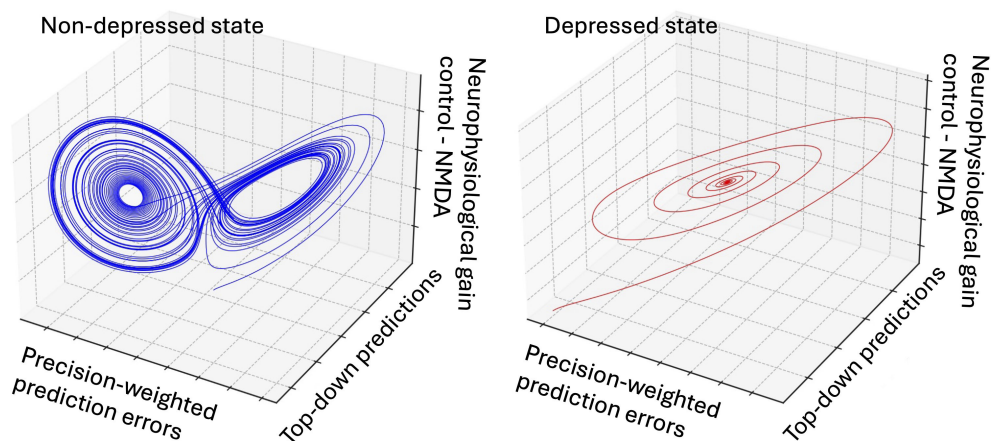 Non-depressed state
Neurophysiological gain
control - NMDA
Precision-weighted
prediction errors
Top-down predictions
Depressed state
Neurophysiological gain
control - NMDA
Precision-weighted
prediction errors
Top-down predictions